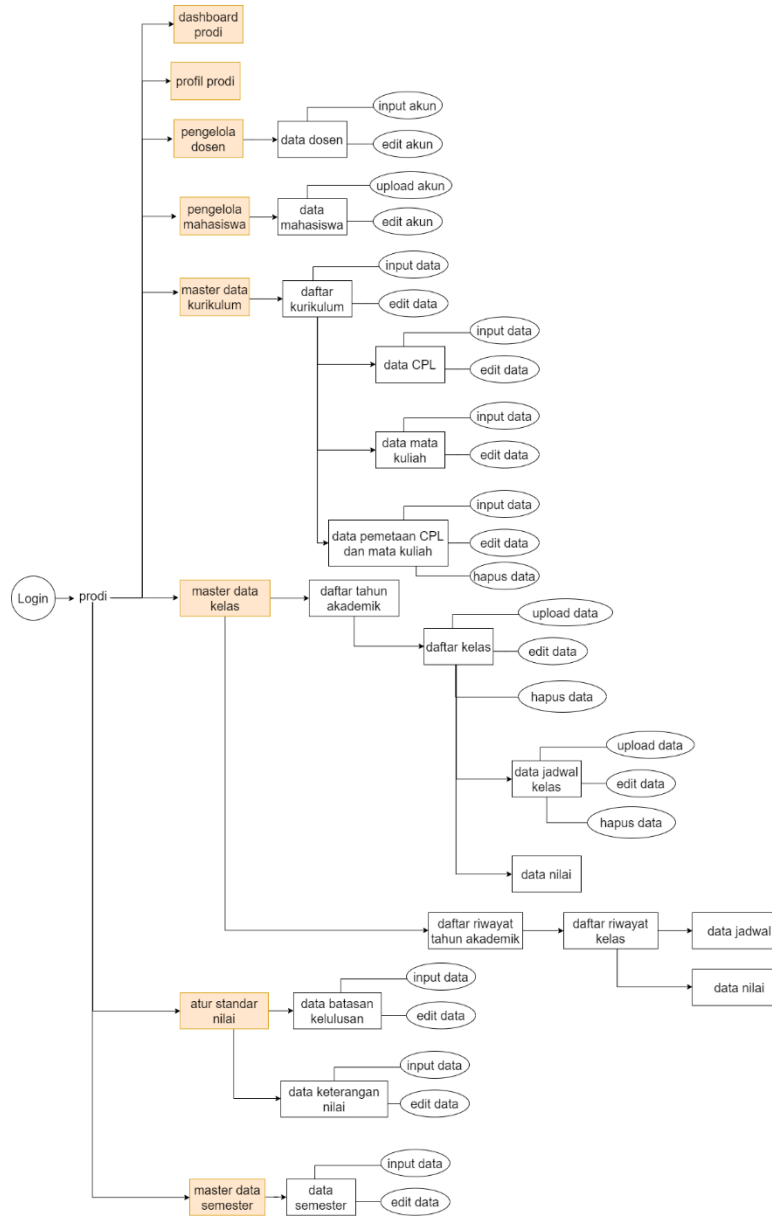 dashboard
prodi
profil prodi
input akun
pengelola
dosen
data dosen
edit akun
upload akun
pengelola
mahasiswa
data
mahasiswa
edit akun
input data
master data
kurikulum
daftar
kurikulum
edit data
input data
data CPL
edit data
input data
data mata
kuliah
edit data
input data
data pemetaan CPL
dan mata kuliah
edit data
hapus data
Login
prodi
master data
kelas
daftar tahun
akademik
upload data
daftar kelas
edit data
hapus data
upload data
data jadwal
kelas
edit data
hapus data
data nilai
daftar riwayat
tahun akademik
daftar riwayat
kelas
data jadwal
data nilai
input data
atur standar
nilai
data batasan
kelulusan
edit data
input data
data keterangan
nilai
edit data
input data
master data
semester
data
semester
edit data